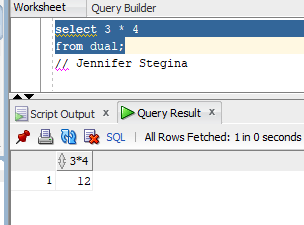 Worksheet Query Builder
select 3 * 4
from dual;
// Jennifer Stegina
Script Output × Query Result ×
SQL | All Rows Fetched: 1 in 0 seconds
3*4
1 12